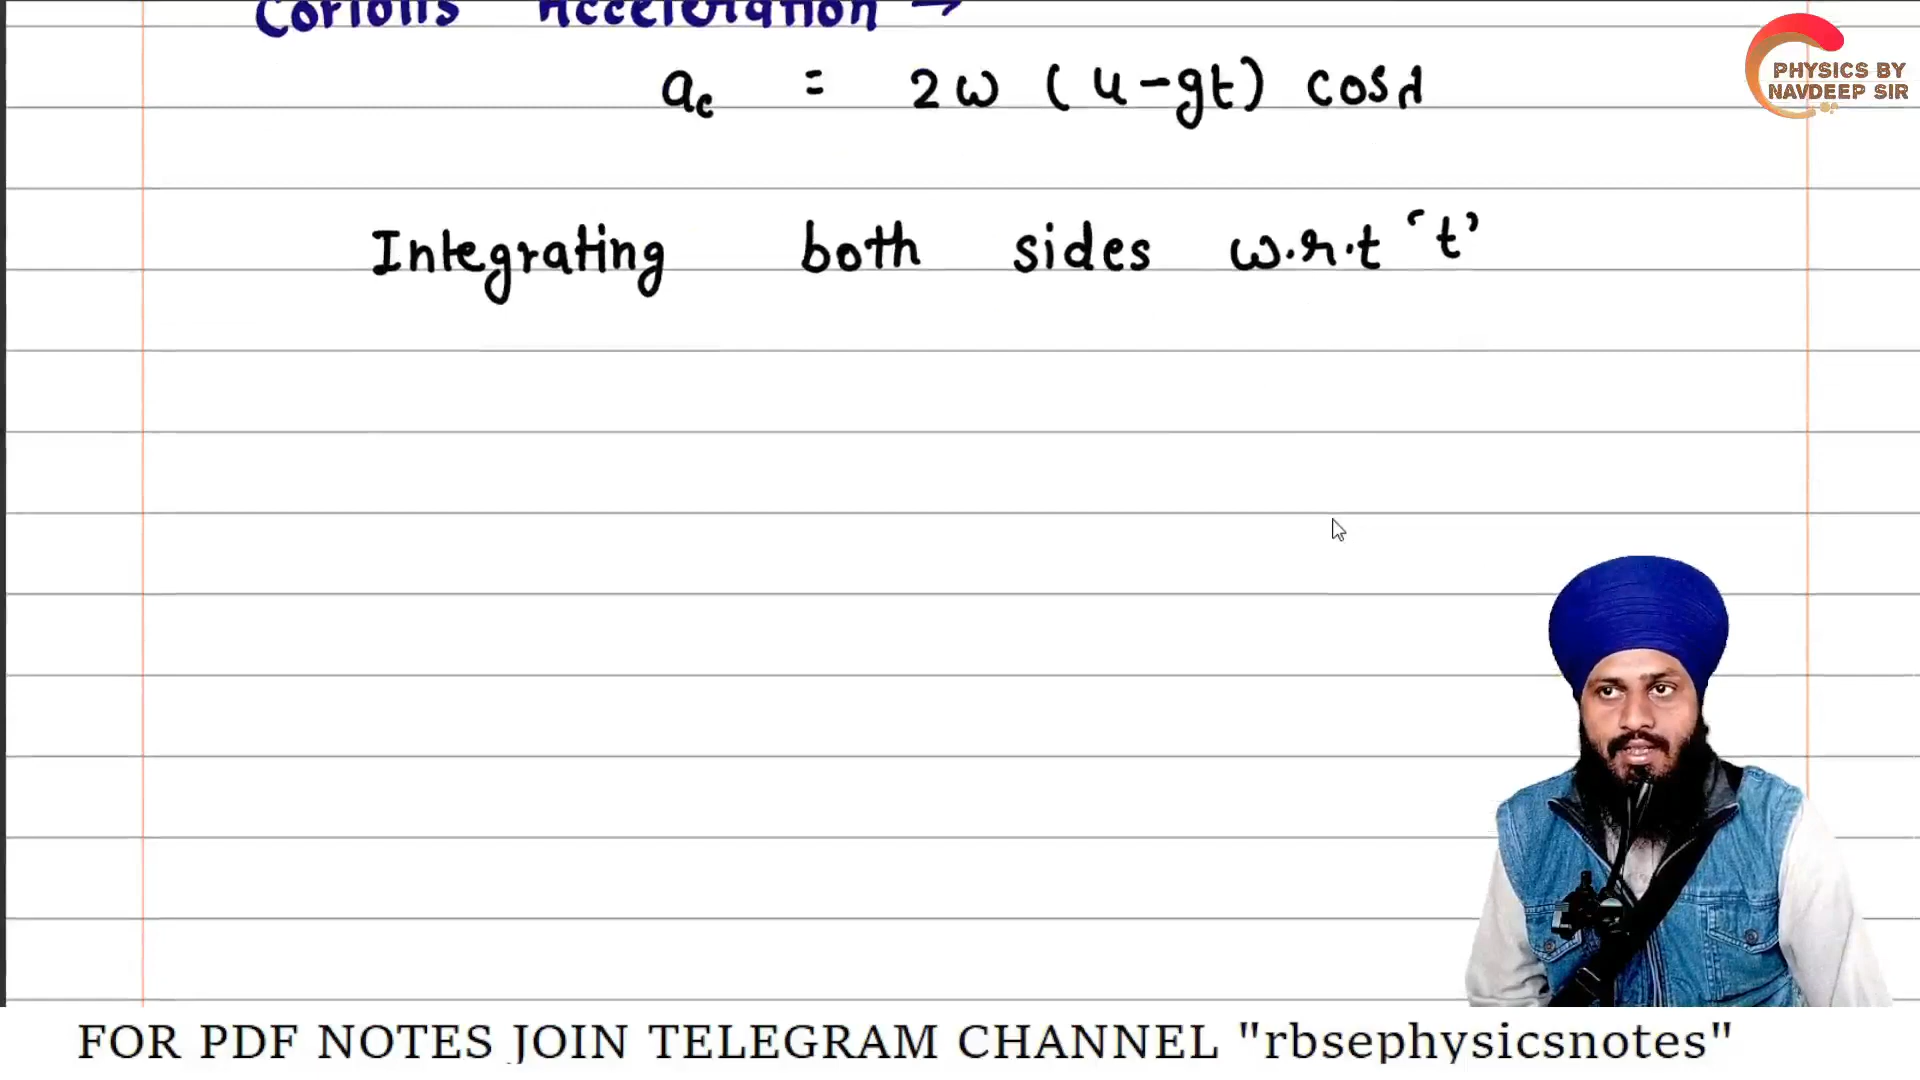 Coriolis Acceleration →
a_c = 2ω (u-gt) cosλ
Integrating both sides w.r.t 't'
PHYSICS BY
NAVDEEP SIR
FOR PDF NOTES JOIN TELEGRAM CHANNEL "rbsephysicsnotes"